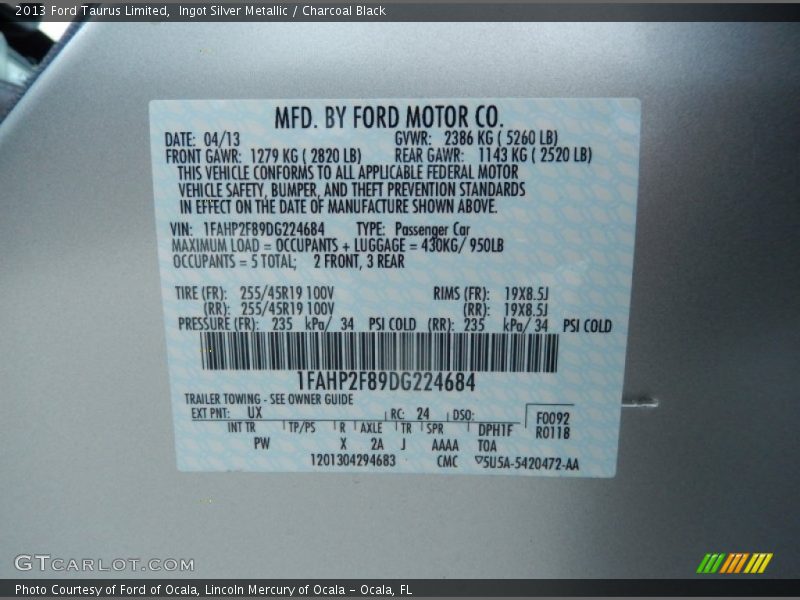 2013 Ford Taurus Limited, Ingot Silver Metallic / Charcoal Black
MFD. BY FORD MOTOR CO.
DATE: 04/13 GVWR: 2386 KG ( 5260 LB)
FRONT GAWR: 1279 KG ( 2820 LB) REAR GAWR: 1143 KG ( 2520 LB)
THIS VEHICLE CONFORMS TO ALL APPLICABLE FEDERAL MOTOR
VEHICLE SAFETY, BUMPER, AND THEFT PREVENTION STANDARDS
IN EFFECT ON THE DATE OF MANUFACTURE SHOWN ABOVE.
VIN: 1FAHP2F89DG224684 TYPE: Passenger Car
MAXIMUM LOAD = OCCUPANTS + LUGGAGE = 430KG/ 950LB
OCCUPANTS = 5 TOTAL; 2 FRONT, 3 REAR
TIRE (FR): 255/45R19 100V RIMS (FR): 19X8.5J
(RR): 255/45R19 100V (RR): 19X8.5J
PRESSURE (FR): 235 kPa/ 34 PSI COLD (RR): 235 kPa/ 34 PSI COLD
1FAHP2F89DG224684
TRAILER TOWING - SEE OWNER GUIDE
EXT PNT: UX RC: 24 DSO: F0092
INT TR TP/PS R AXLE TR SPR DPHTF R0118
PW X 2A J AAAA TOA
1201304294683 CMC ▽5U5A-5420472-AA
GTCARLOT.COM
Photo Courtesy of Ford of Ocala, Lincoln Mercury of Ocala – Ocala, FL